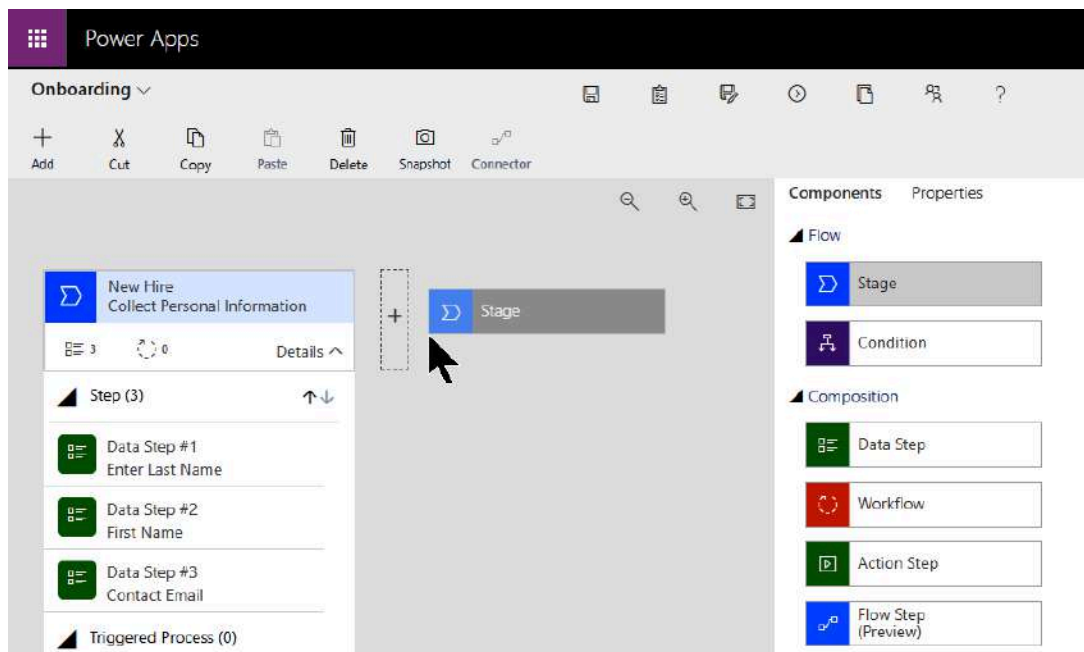 Power Apps
Onboarding
?
Add
Cut
Copy
Paste
Delete
Snapshot
Connector
Components
Properties
Flow
New Hire
Collect Personal Information
+
Stage
Stage
3
0
Details
Condition
Step (3)
Composition
Data Step #1
Enter Last Name
Data Step
Data Step #2
First Name
Workflow
Data Step #3
Contact Email
Action Step
Triggered Process (0)
Flow Step
(Preview)